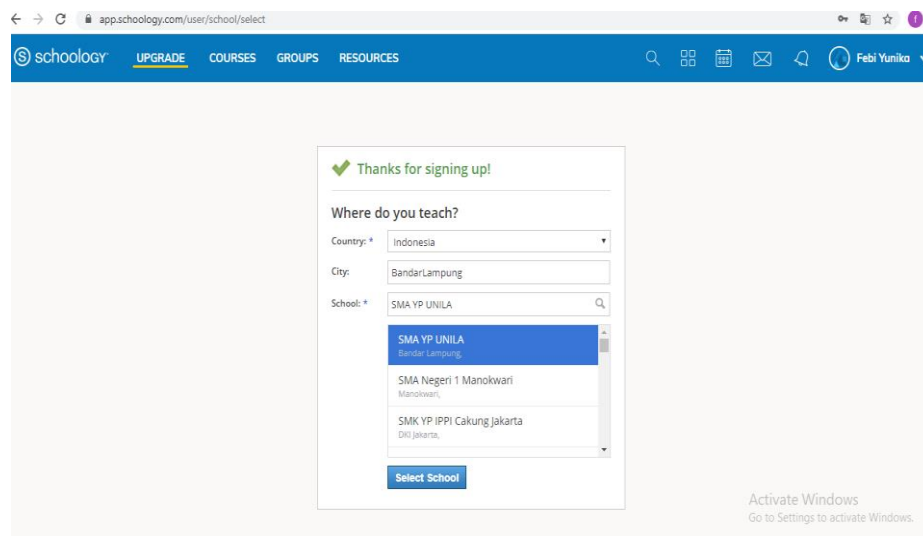 app.schoology.com/user/school/select
f
S schoology UPGRADE COURSES GROUPS RESOURCES Febi Yunika
Thanks for signing up!
Where do you teach?
Country: * Indonesia
City: BandarLampung
School: * SMA YP UNILA
SMA YP UNILA
Bandar Lampung,
SMA Negeri 1 Manokwari
Manokwari,
SMK YP IPPI Cakung Jakarta
DKI Jakarta,
Select School
Activate Windows
Go to Settings to activate Windows.